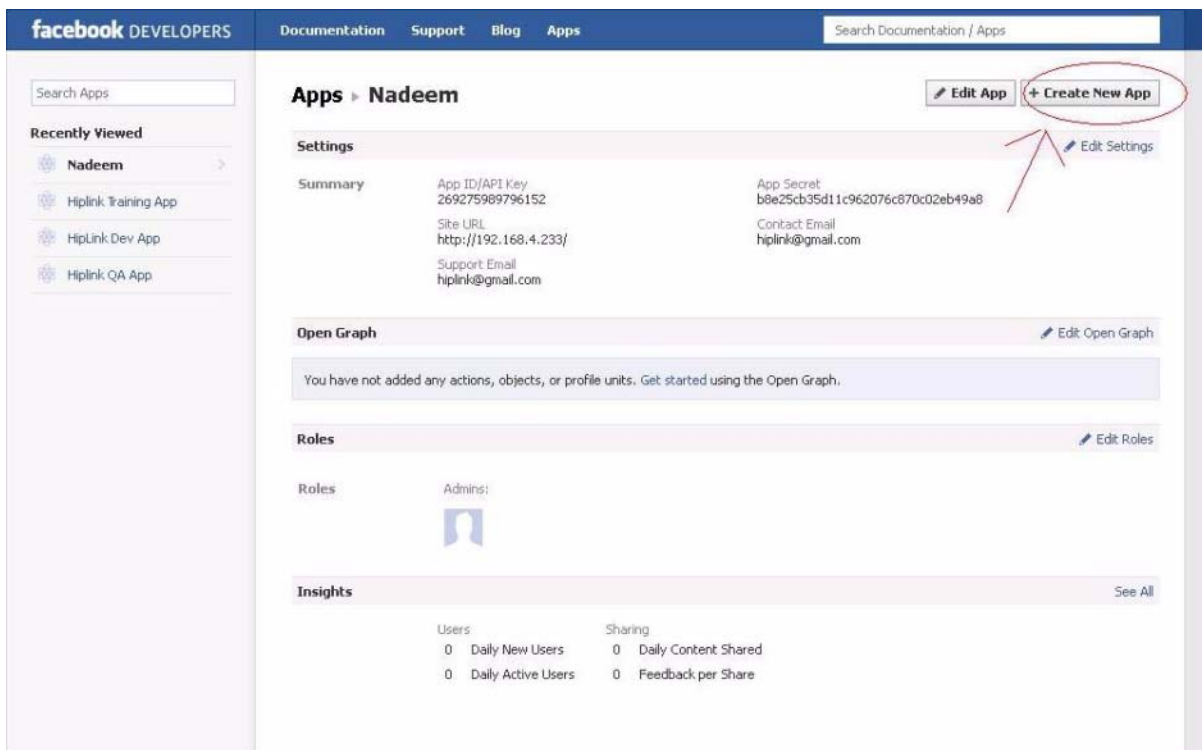 facebook DEVELOPERS Documentation Support Blog Apps Search Documentation / Apps
Search Apps
Recently Viewed
Nadeem
Hiplink Training App
HipLink Dev App
Hiplink QA App
Apps ▸ Nadeem Edit App + Create New App
Settings Edit Settings
Summary
App ID/API Key
269275989796152
App Secret
b8e25cb35d11c962076c870c02eb49a8
Site URL
http://192.168.4.233/
Contact Email
hiplink@gmail.com
Support Email
hiplink@gmail.com
Open Graph Edit Open Graph
You have not added any actions, objects, or profile units. Get started using the Open Graph.
Roles Edit Roles
Roles Admins:
Insights See All
Users Sharing
0 Daily New Users 0 Daily Content Shared
0 Daily Active Users 0 Feedback per Share